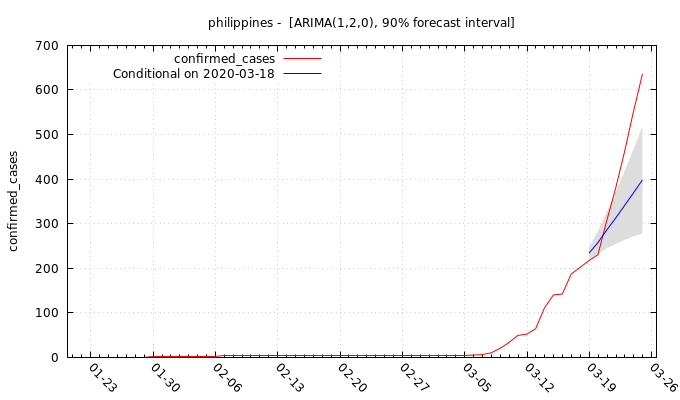 philippines -  [ARIMA(1,2,0), 90% forecast interval]
confirmed_cases
Conditional on 2020-03-18
confirmed_cases
700
600
500
400
300
200
100
0
01-23 01-30 02-06 02-13 02-20 02-27 03-05 03-12 03-19 03-26